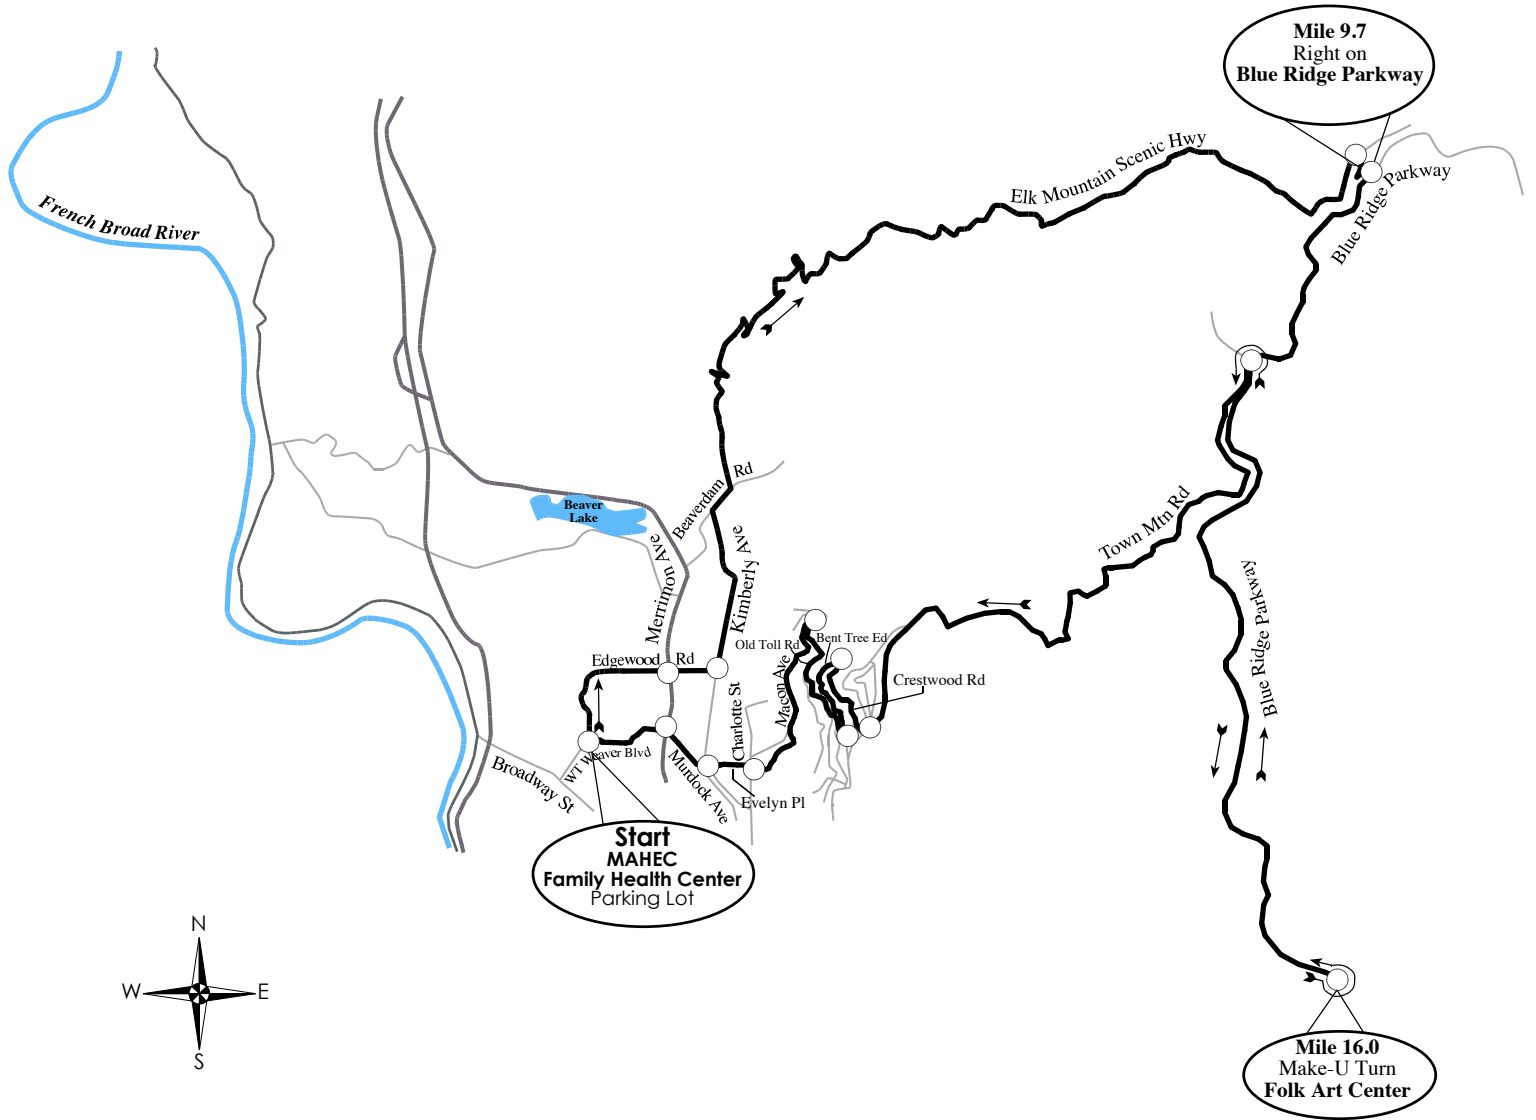 Mile 9.7
Right on
Blue Ridge Parkway
Elk Mountain Scenic Hwy
Blue Ridge Parkway
French Broad River
Beaver
Lake
Beaverdam Rd
Town Mtn Rd
Merrimon Ave
Kimberly Ave
Blue Ridge Parkway
Edgewood Rd
Old Toll Rd
Bent Tree Ed
Macon Ave
Crestwood Rd
Charlotte St
WT Weaver Blvd
Broadway St
Murdock Ave
Evelyn Pl
Start
MAHEC
Family Health Center
Parking Lot
N
W
E
S
Mile 16.0
Make-U Turn
Folk Art Center